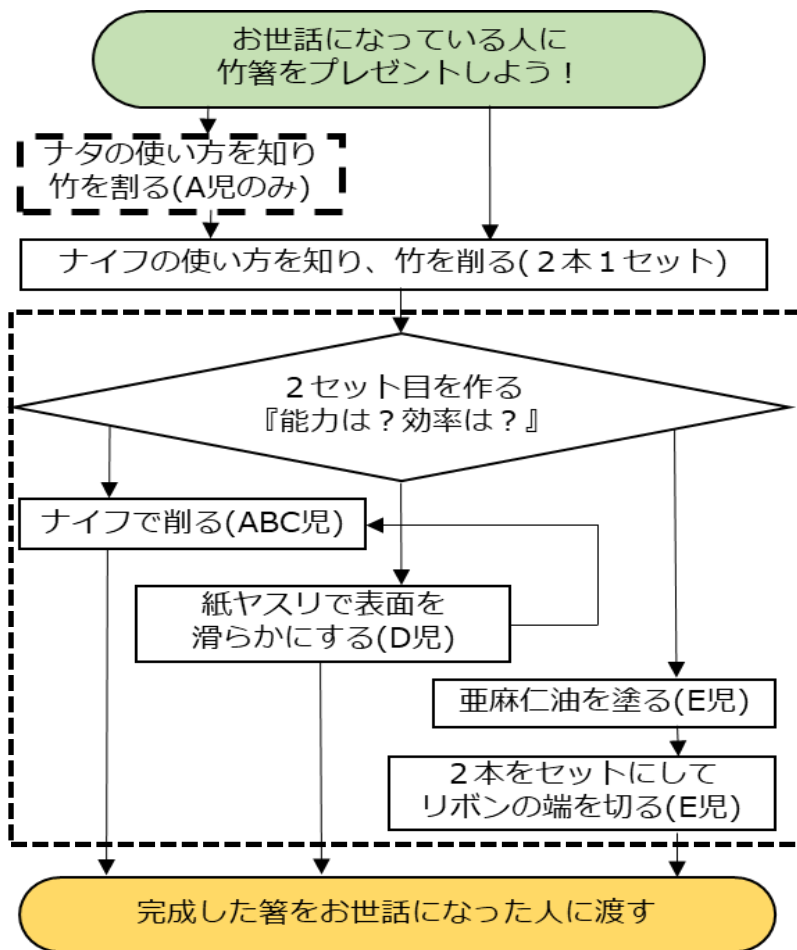 お世話になっている人に
竹箸をプレゼントしよう！
ナタの使い方を知り
竹を割る(A児のみ)
ナイフの使い方を知り、竹を削る(２本１セット)
２セット目を作る
『能力は？効率は？』
ナイフで削る(ABC児)
紙ヤスリで表面を
滑らかにする(D児)
亜麻仁油を塗る(E児)
２本をセットにして
リボンの端を切る(E児)
完成した箸をお世話になった人に渡す